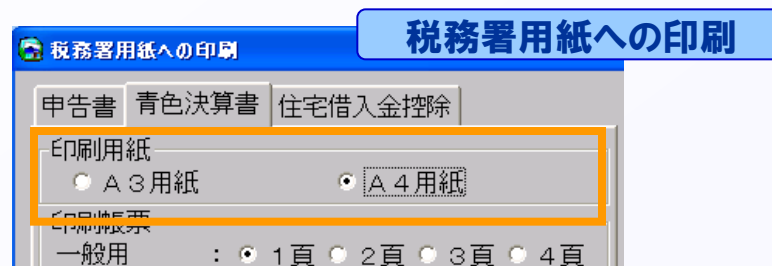 税務署用紙への印刷
税務署用紙への印刷
申告書 青色決算書 住宅借入金控除
印刷用紙
A3用紙 A4用紙
印刷帳票
一般用 : 1頁 2頁 3頁 4頁